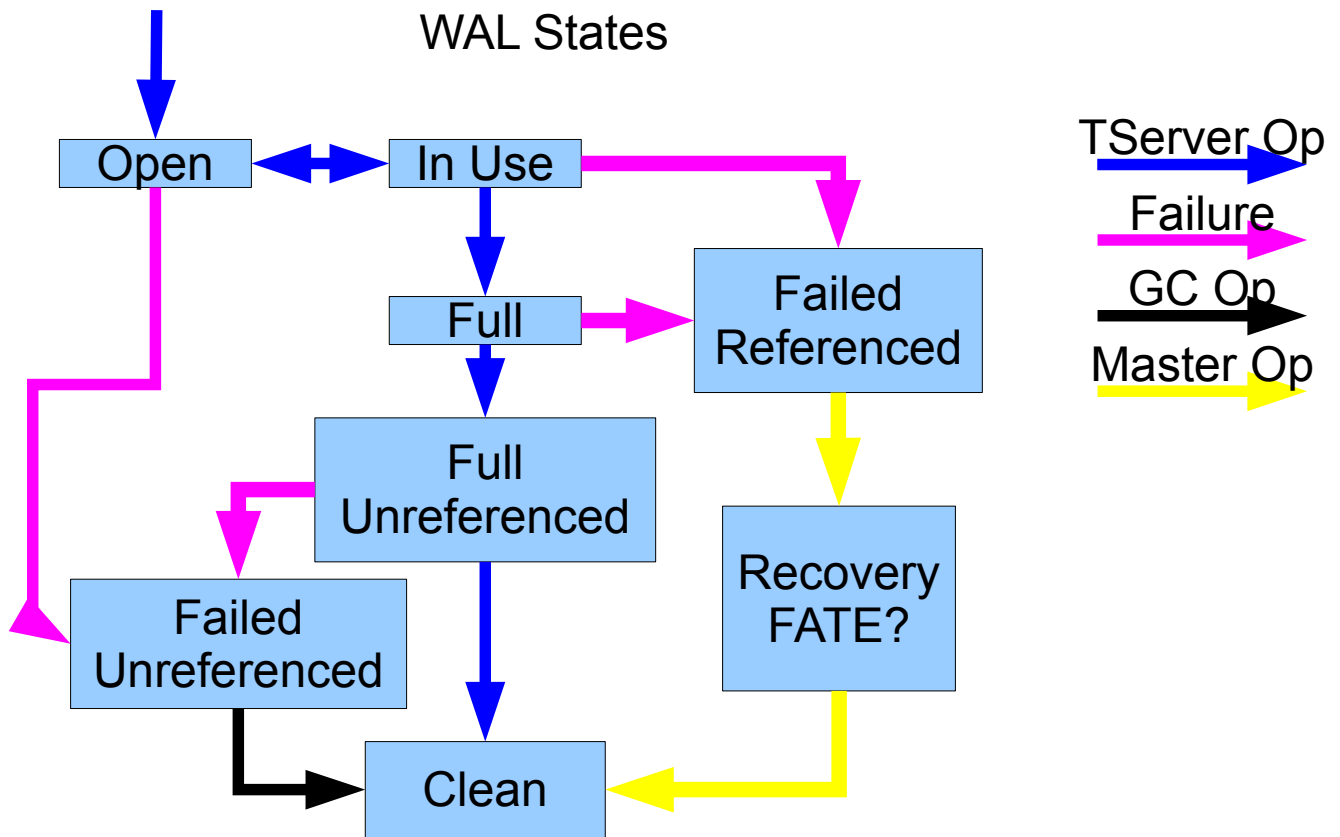 WAL States
Open
In Use
Full
Failed
Referenced
Full
Unreferenced
Recovery
FATE?
Failed
Unreferenced
Clean
TServer Op
Failure
GC Op
Master Op